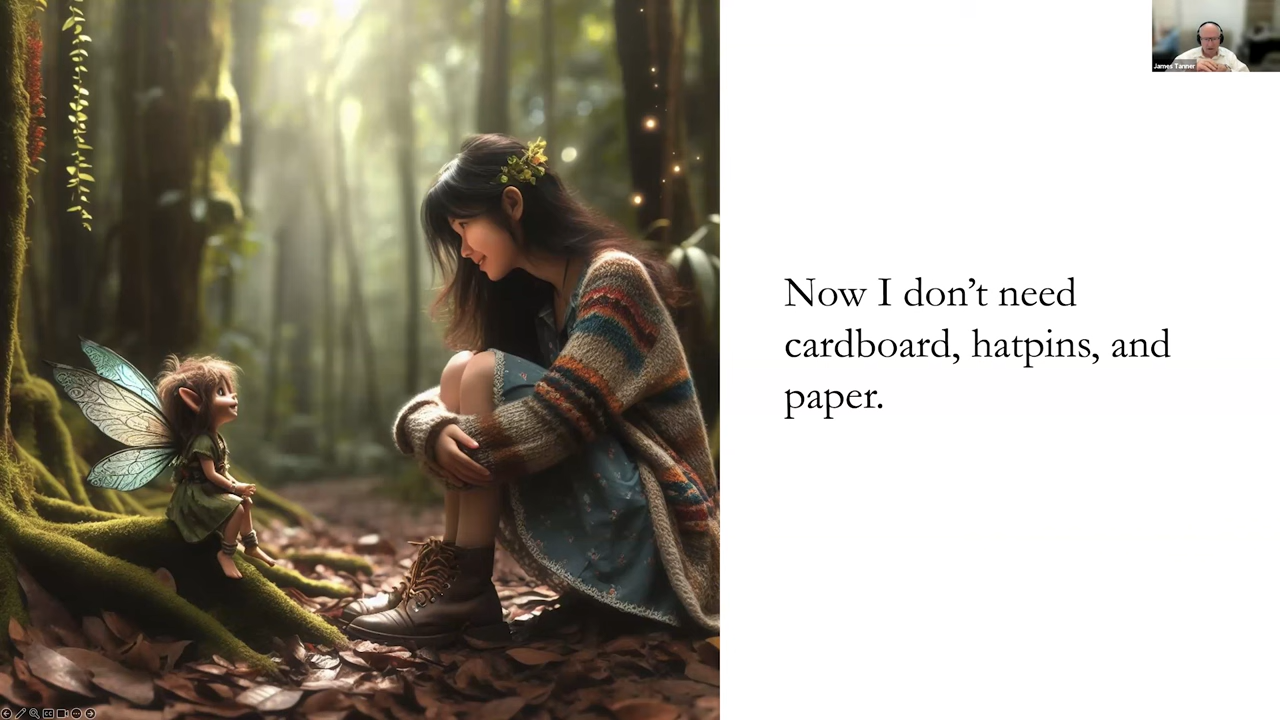 James Tanner
Now I don’t need
cardboard, hatpins, and
paper.